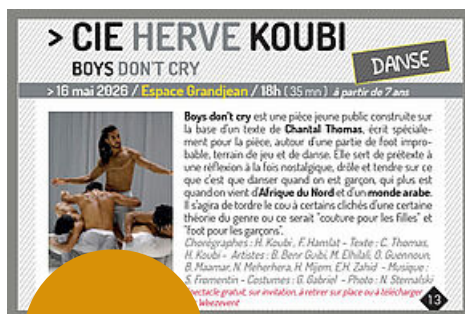 > CIE HERVE KOUBI
BOYS DON'T CRY
DANSE
> 16 mai 2026 / Espace Grandjean / 18h ( 35 mn ) à partir de 7 ans
Boys don't cry est une pièce jeune public construite sur
la base d'un texte de Chantal Thomas, écrit spéciale-
ment pour la pièce, autour d'une partie de foot impro-
bable, terrain de jeu et de danse. Elle sert de prétexte à
une réflexion à la fois nostalgique, drôle et tendre sur ce
que c'est que danser quand on est garçon, qui plus est
quand on vient d'Afrique du Nord et d'un monde arabe.
Il s'agira de tordre le cou à certains clichés d'une certaine
théorie du genre ou ce serait "couture pour les filles" et
"foot pour les garçons".
Chorégraphes : H. Koubi, F. Hamlat - Texte : C. Thomas,
H. Koubi - Artistes : B. Benr Guibi, M. Elhilali, O. Guennoun,
B. Maamar, N. Meherhera, H. Mjem, E.H. Zahid - Musique :
S. Fromentin - Costumes : G. Gabriel - Photo : N. Sternalski
spectacle gratuit, sur invitation, à retirer sur place ou à télécharger
13